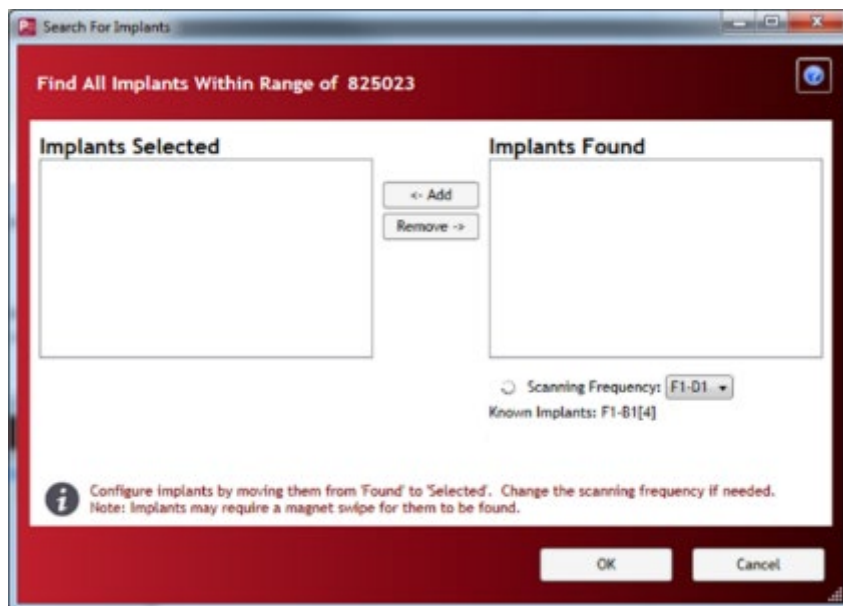 Search For Implants
Find All Implants Within Range of 825023
Implants Selected
Implants Found
<- Add
Remove ->
Scanning Frequency: F1-D1
Known Implants: F1-B1[4]
Configure implants by moving them from 'Found' to 'Selected'. Change the scanning frequency if needed.
Note: Implants may require a magnet swipe for them to be found.
OK
Cancel